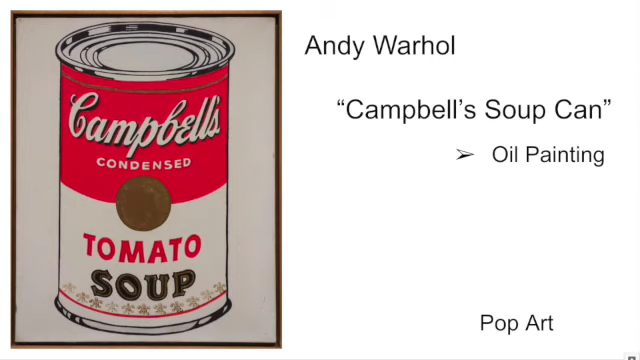 Campbell's
CONDENSED
TOMATO
SOUP
Andy Warhol
“Campbell’s Soup Can”
➢ Oil Painting
Pop Art